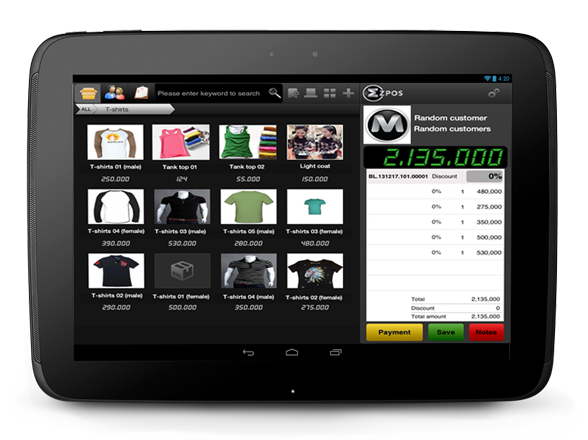 4:20
Please enter keyword to search
ZPOS
ALL
T-shirts
Random customer
Random customers
M
2.135.000
BL.131217.101.00001 Discount 0%
T-shirts 01 (male)
250.000
Tank top 01
124
Tank top 02
55.000
Light coat
150.000
T-shirts 04 (female)
390.000
T-shirts 03 (male)
530.000
T-shirts 05 (male)
280.000
T-shirts 03 (female)
480.000
T-shirts 02 (male)
290.000
T-shirts 01 (female)
500.000
T-shirts 04 (male)
350.000
T-shirts 02 (female)
275.000
0% 1 480,000
0% 1 275,000
0% 1 350,000
0% 1 500,000
0% 1 530,000
Total 2,135,000
Discount 0
Total amount 2,135,000
Payment
Save
Notes